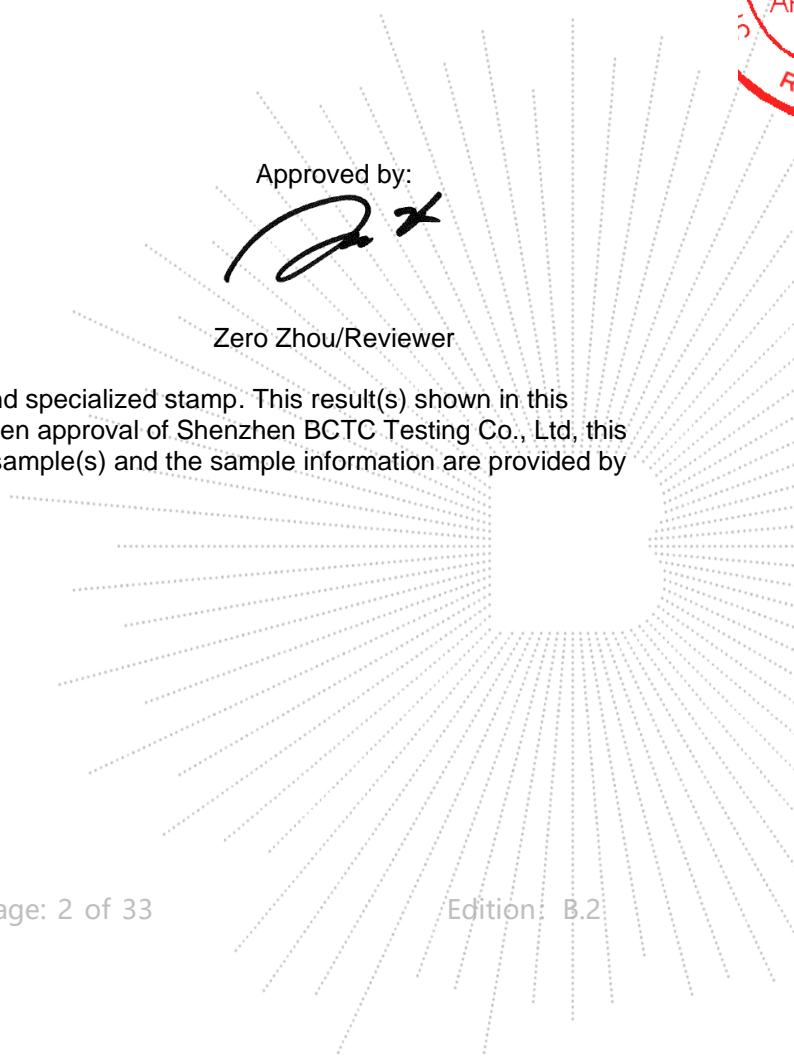 Approved by:
Zero Zhou/Reviewer
nd specialized stamp. This result(s) shown in this
en approval of Shenzhen BCTC Testing Co., Ltd, this
sample(s) and the sample information are provided by
age: 2 of 33 Edition: B.2